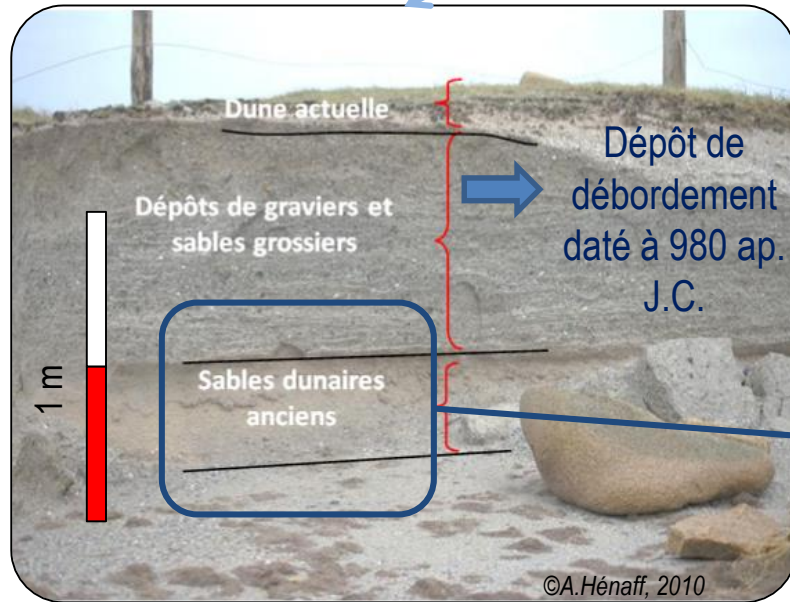 Dune actuelle
Dépôts de graviers et
sables grossiers
Dépôt de
débordement
daté à 980 ap.
J.C.
Sables dunaires
anciens
1 m
©A.Hénaff, 2010